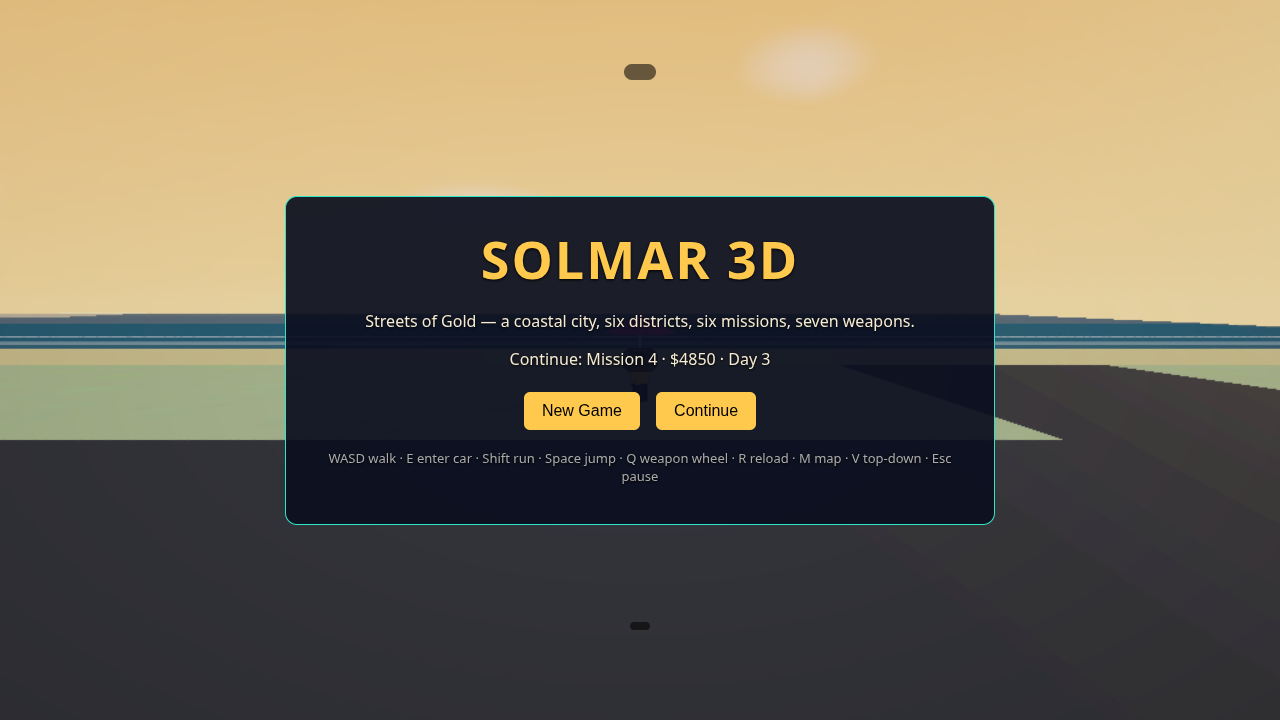 SOLMAR 3D
Streets of Gold — a coastal city, six districts, six missions, seven weapons.
Continue: Mission 4 · $4850 · Day 3
New Game Continue
WASD walk · E enter car · Shift run · Space jump · Q weapon wheel · R reload · M map · V top-down · Esc
pause